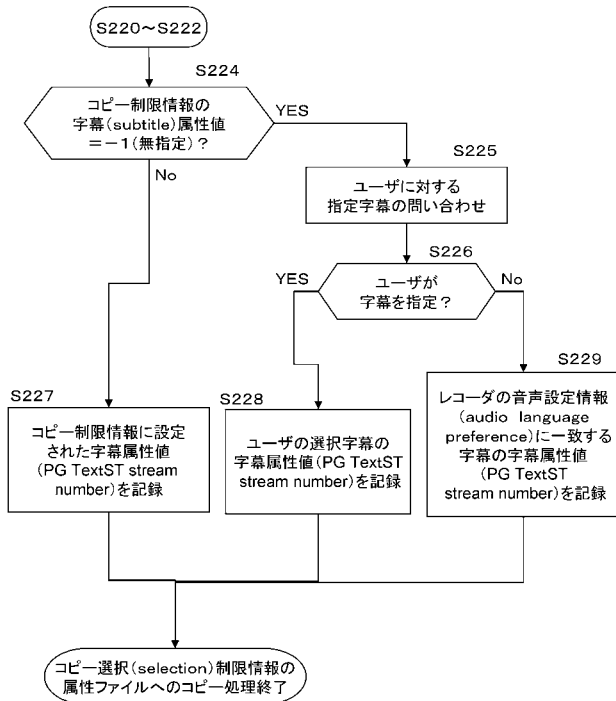 S220～S222
S224
コピー制限情報の
字幕(subtitle)属性値
＝－1(無指定)？
YES
No
S225
ユーザに対する
指定字幕の問い合わせ
S226
ユーザが
字幕を指定？
YES
No
S227
コピー制限情報に設定
された字幕属性値
(PG TextST stream
number)を記録
S228
ユーザの選択字幕の
字幕属性値(PG TextST
stream number)を記録
S229
レコーダの音声設定情報
(audio language
preference)に一致する
字幕の字幕属性値
(PG TextST
stream number)を記録
コピー選択(selection)制限情報の
属性ファイルへのコピー処理終了